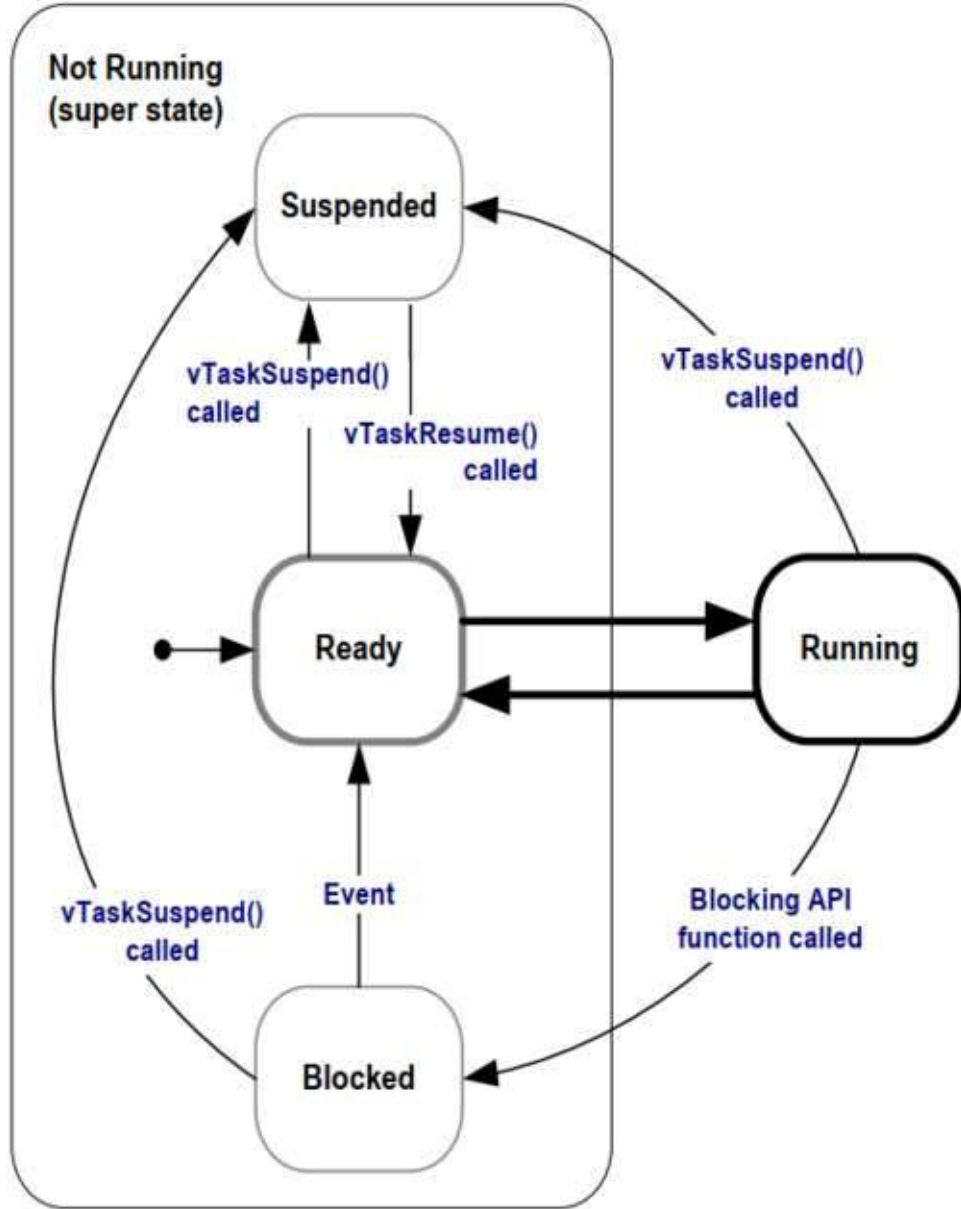 Not Running
(super state)
Suspended
vTaskSuspend()
called
vTaskResume()
called
vTaskSuspend()
called
Ready
Running
Event
vTaskSuspend()
called
Blocking API
function called
Blocked